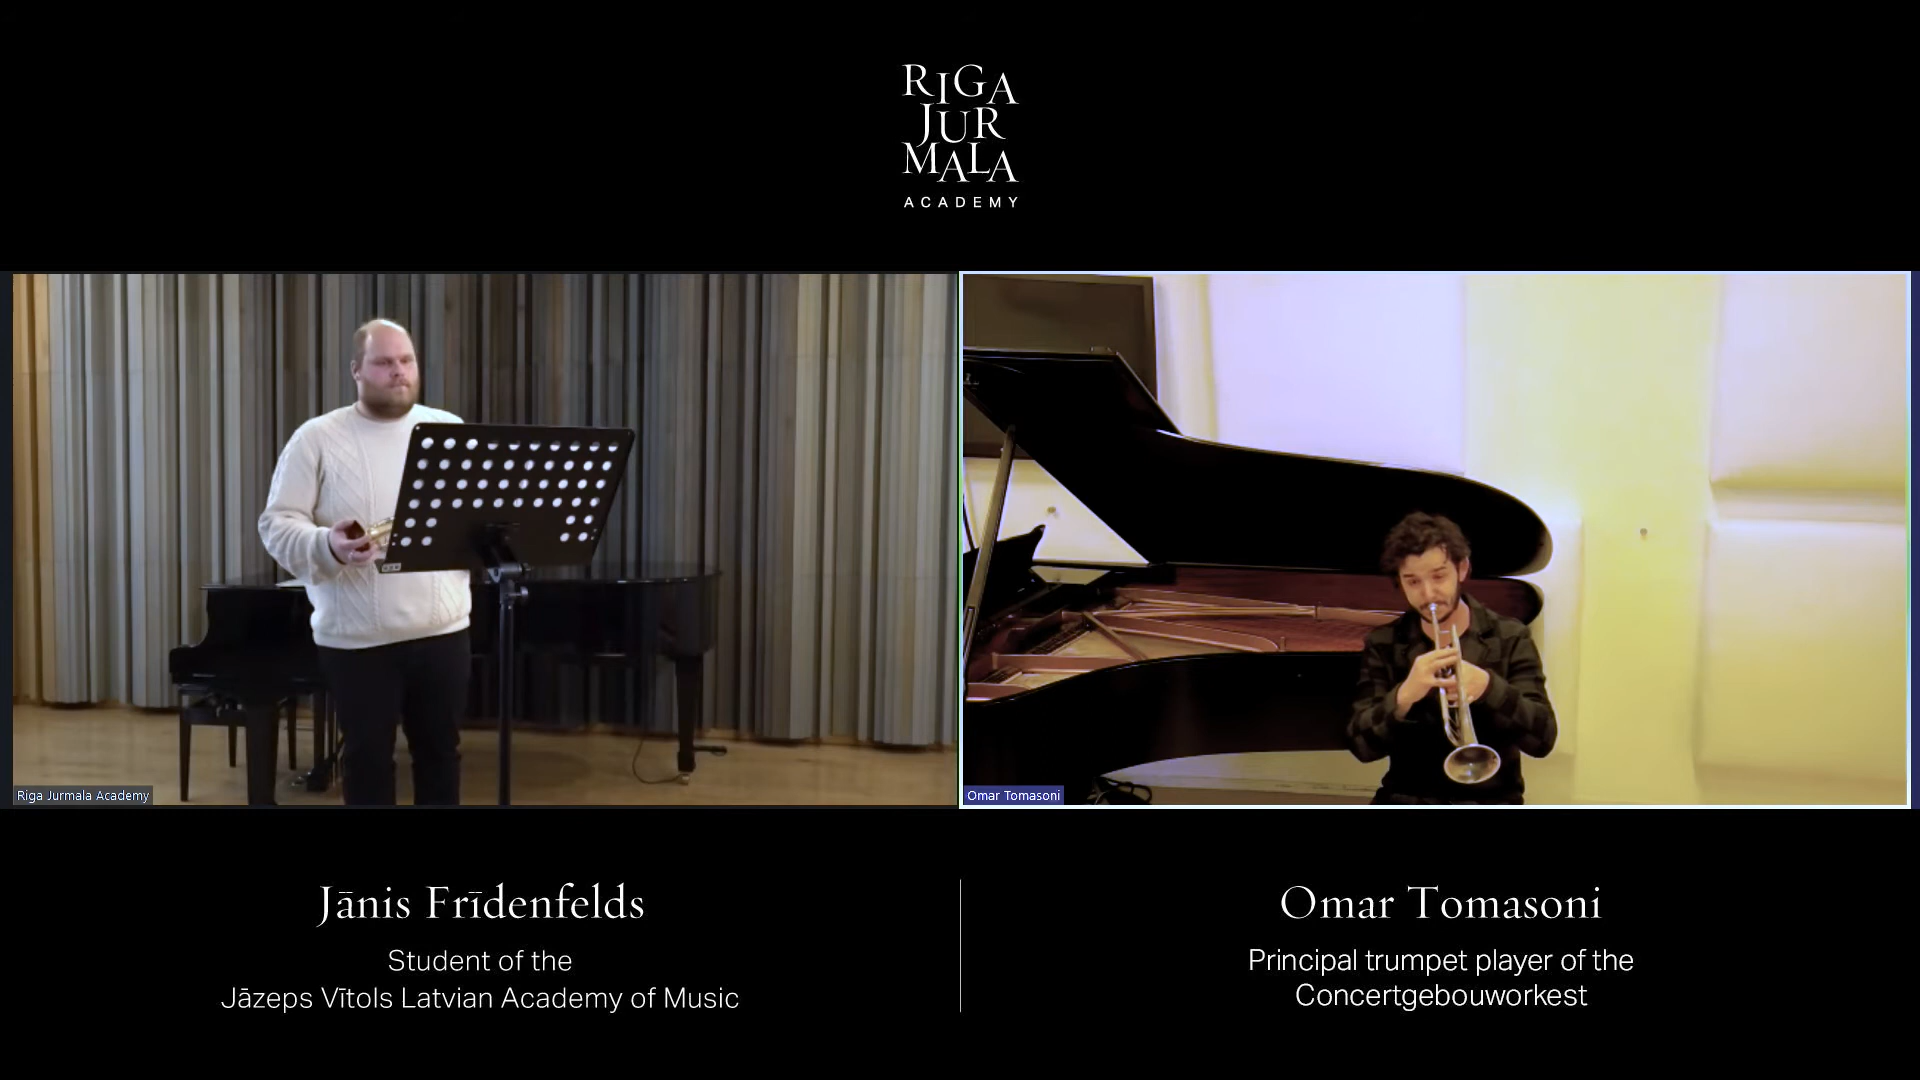 RIGA
JUR
MALA
ACADEMY
Riga Jurmala Academy
Omar Tomasoni
Jānis Frīdenfelds
Student of the
Jāzeps Vītols Latvian Academy of Music
Omar Tomasoni
Principal trumpet player of the
Concertgebouworkest